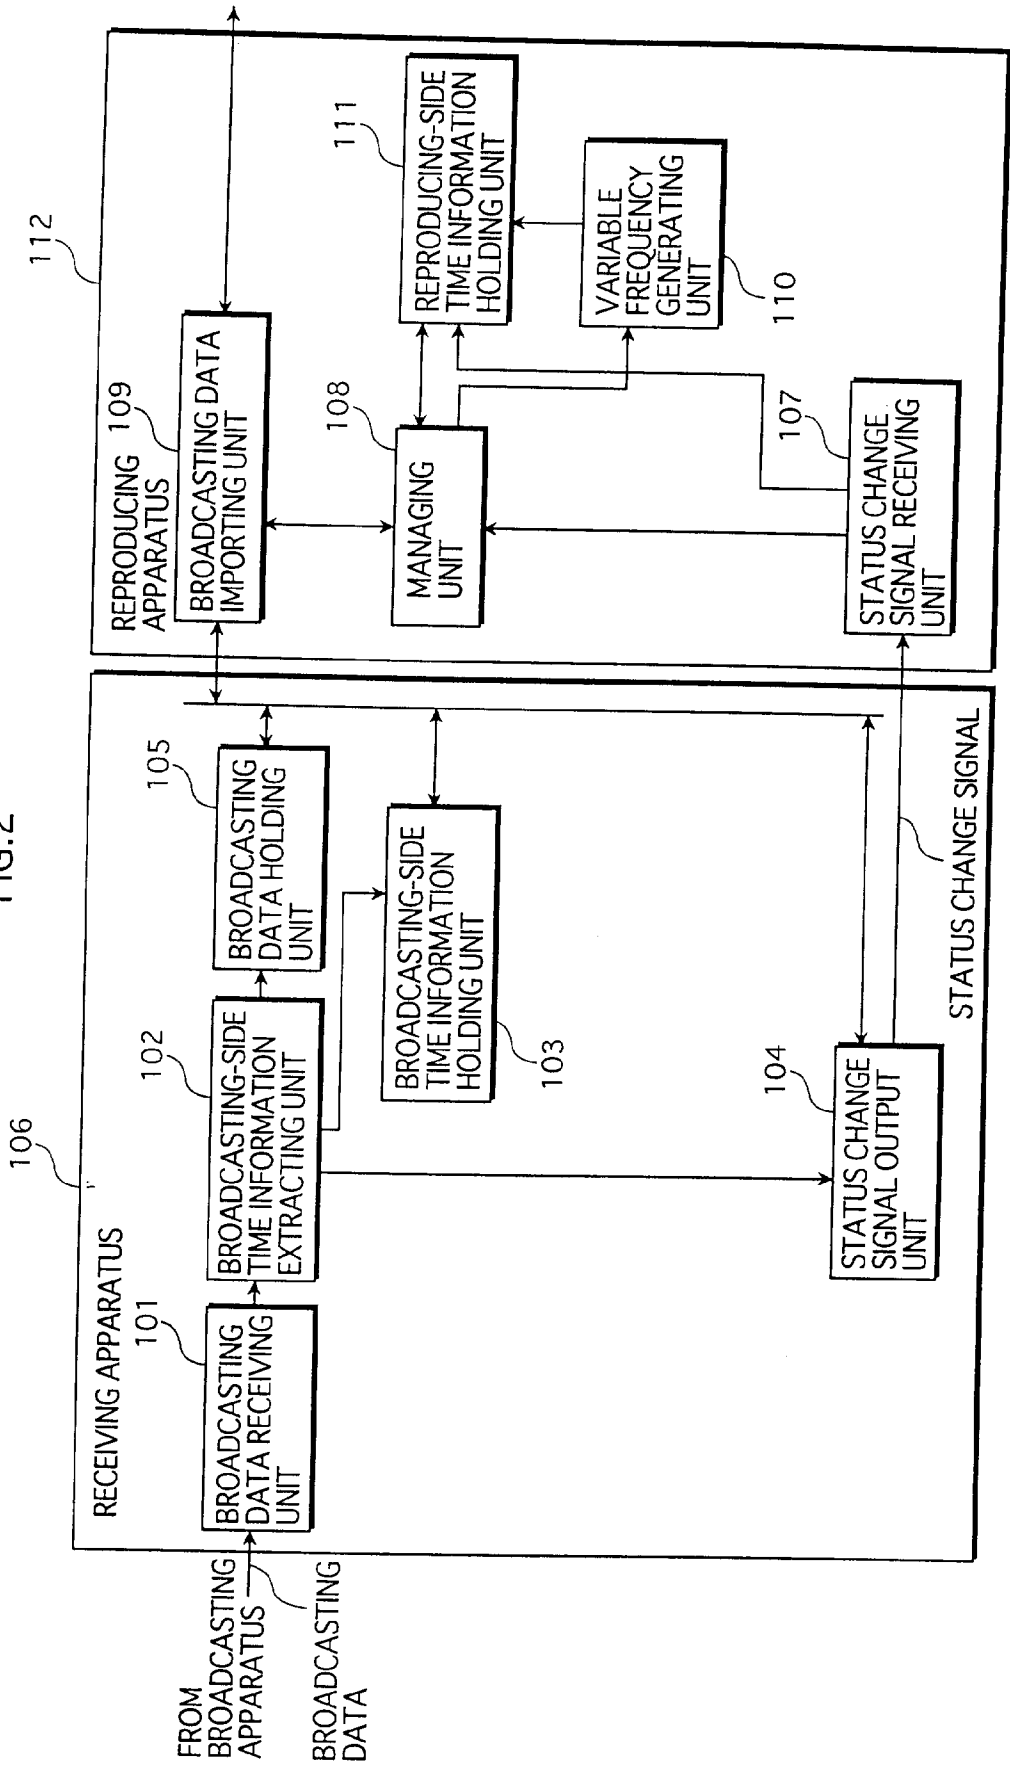 FIG.2
106
RECEIVING APPARATUS
FROM
BROADCASTING
APPARATUS
BROADCASTING
DATA
101
BROADCASTING
DATA RECEIVING
UNIT
102
BROADCASTING-SIDE
TIME INFORMATION
EXTRACTING UNIT
105
BROADCASTING
DATA HOLDING
UNIT
BROADCASTING-SIDE
TIME INFORMATION
HOLDING UNIT
103
104
STATUS CHANGE
SIGNAL OUTPUT
UNIT
STATUS CHANGE SIGNAL
112
REPRODUCING
APPARATUS
109
BROADCASTING DATA
IMPORTING UNIT
108
MANAGING
UNIT
111
REPRODUCING-SIDE
TIME INFORMATION
HOLDING UNIT
VARIABLE
FREQUENCY
GENERATING
UNIT
110
107
STATUS CHANGE
SIGNAL RECEIVING
UNIT